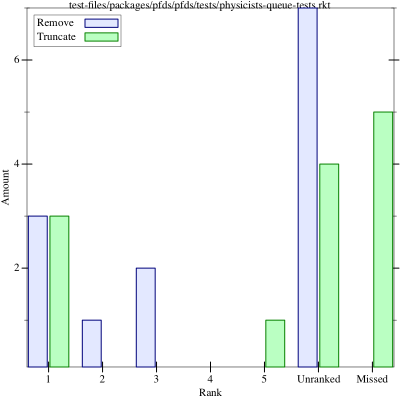 test-files/packages/pfds/pfds/tests/physicists-queue-tests.rkt
Remove
Truncate
6
4
2
Amount
1 2 3 4 5 Unranked Missed
Rank